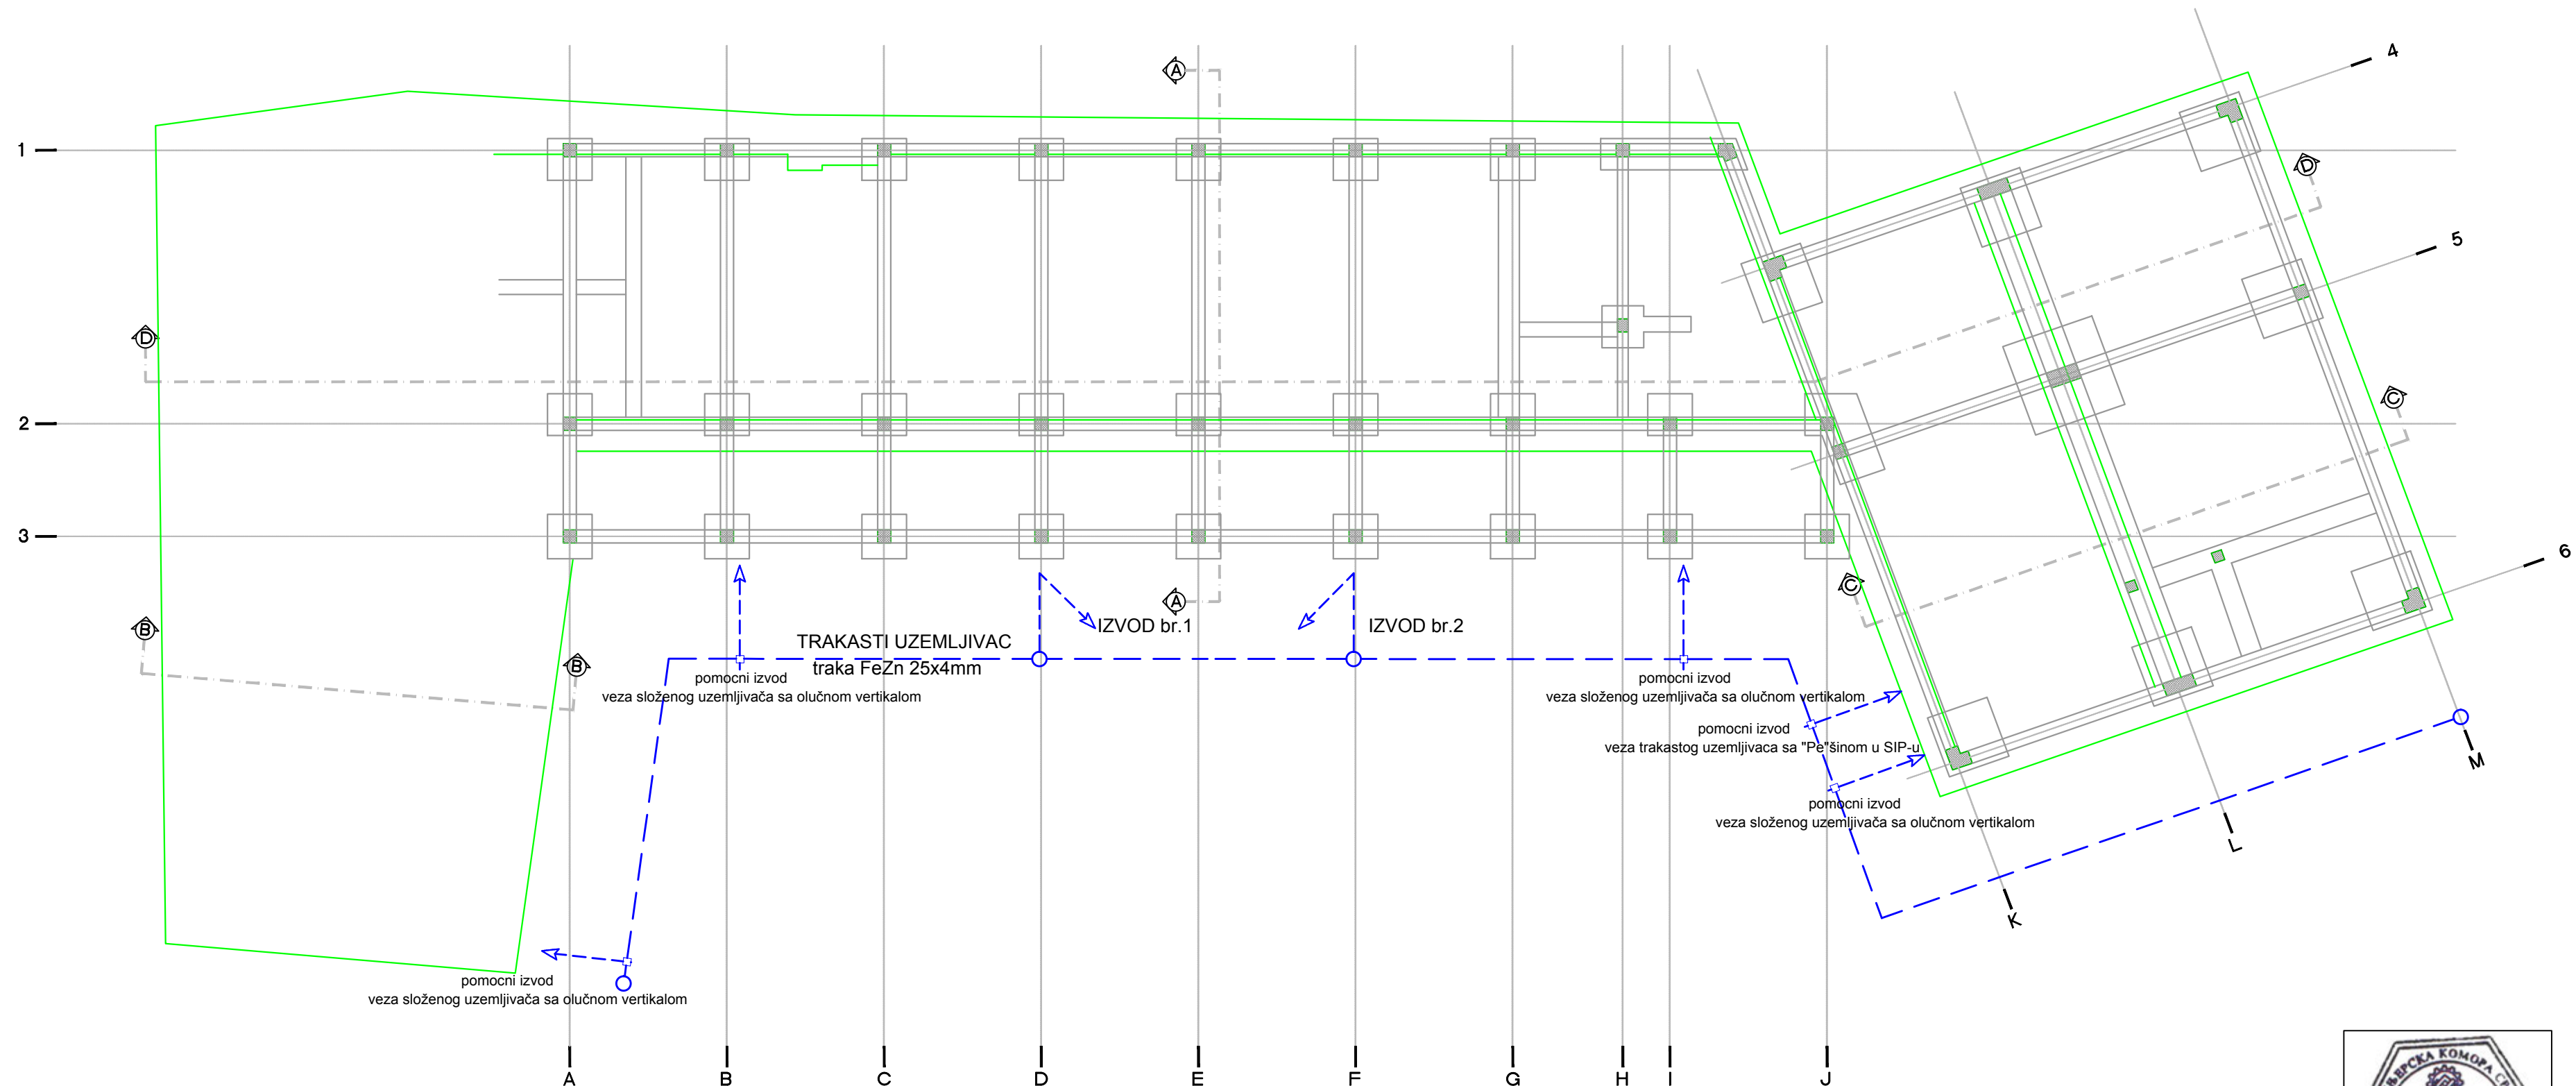 4
A
1
D
5
D
2
C
3
6
C
A
B
IZVOD br.1
IZVOD br.2
TRAKASTI UZEMLJIVAC
traka FeZn 25x4mm
B
pomocni izvod
veza složenog uzemljivača sa olučnom vertikalom
pomocni izvod
veza složenog uzemljivača sa olučnom vertikalom
pomocni izvod
veza trakastog uzemljivaca sa "Pe"šinom u SIP-u
M
pomocni izvod
veza složenog uzemljivača sa olučnom vertikalom
L
K
pomocni izvod
veza složenog uzemljivača sa olučnom vertikalom
A
B
C
D
E
F
G
H
I
J
КОМОРА